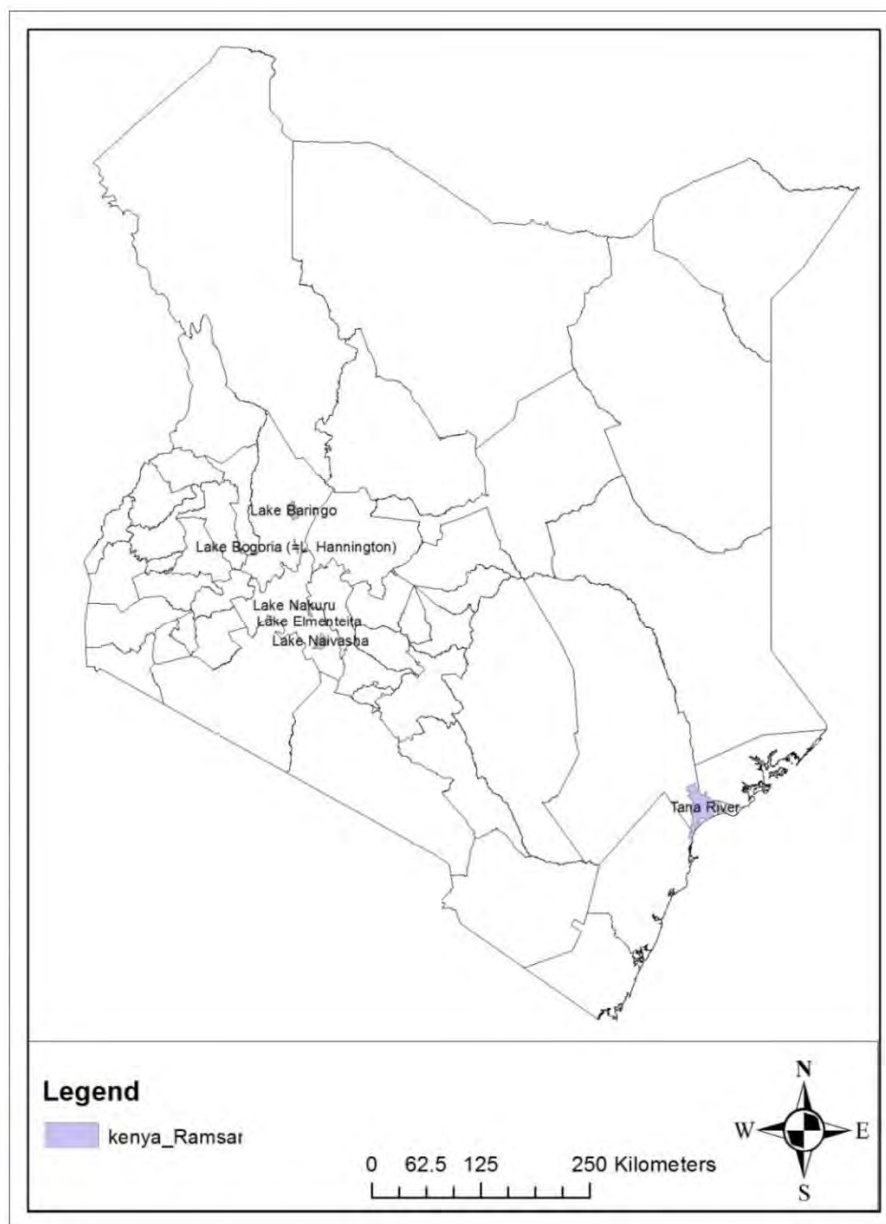 Lake Baringo
Lake Bogoria (=L. Hannington)
Lake Nakuru
Lake Elmenteita
Lake Naivasha
Tana River
Legend
kenya_Ramsar
N
W
E
S
0 62.5 125 250 Kilometers